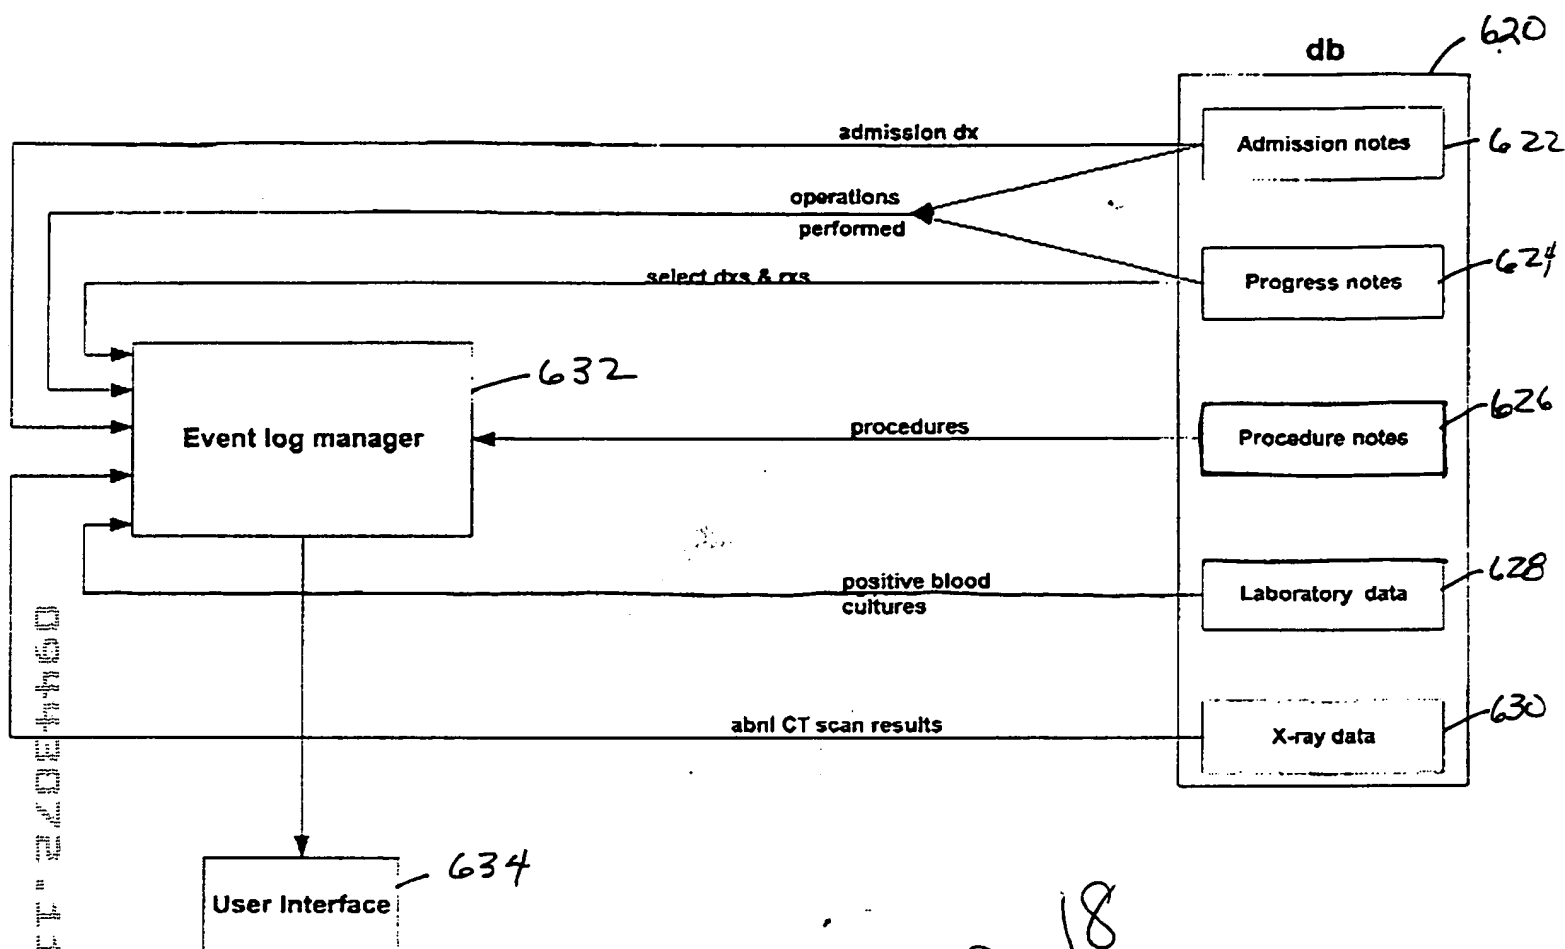 db
620
admission dx
Admission notes
622
operations
performed
select dxs & rxs
Progress notes
624
632
Event log manager
procedures
Procedure notes
626
positive blood
cultures
Laboratory data
628
abnl CT scan results
X-ray data
630
634
User Interface
18